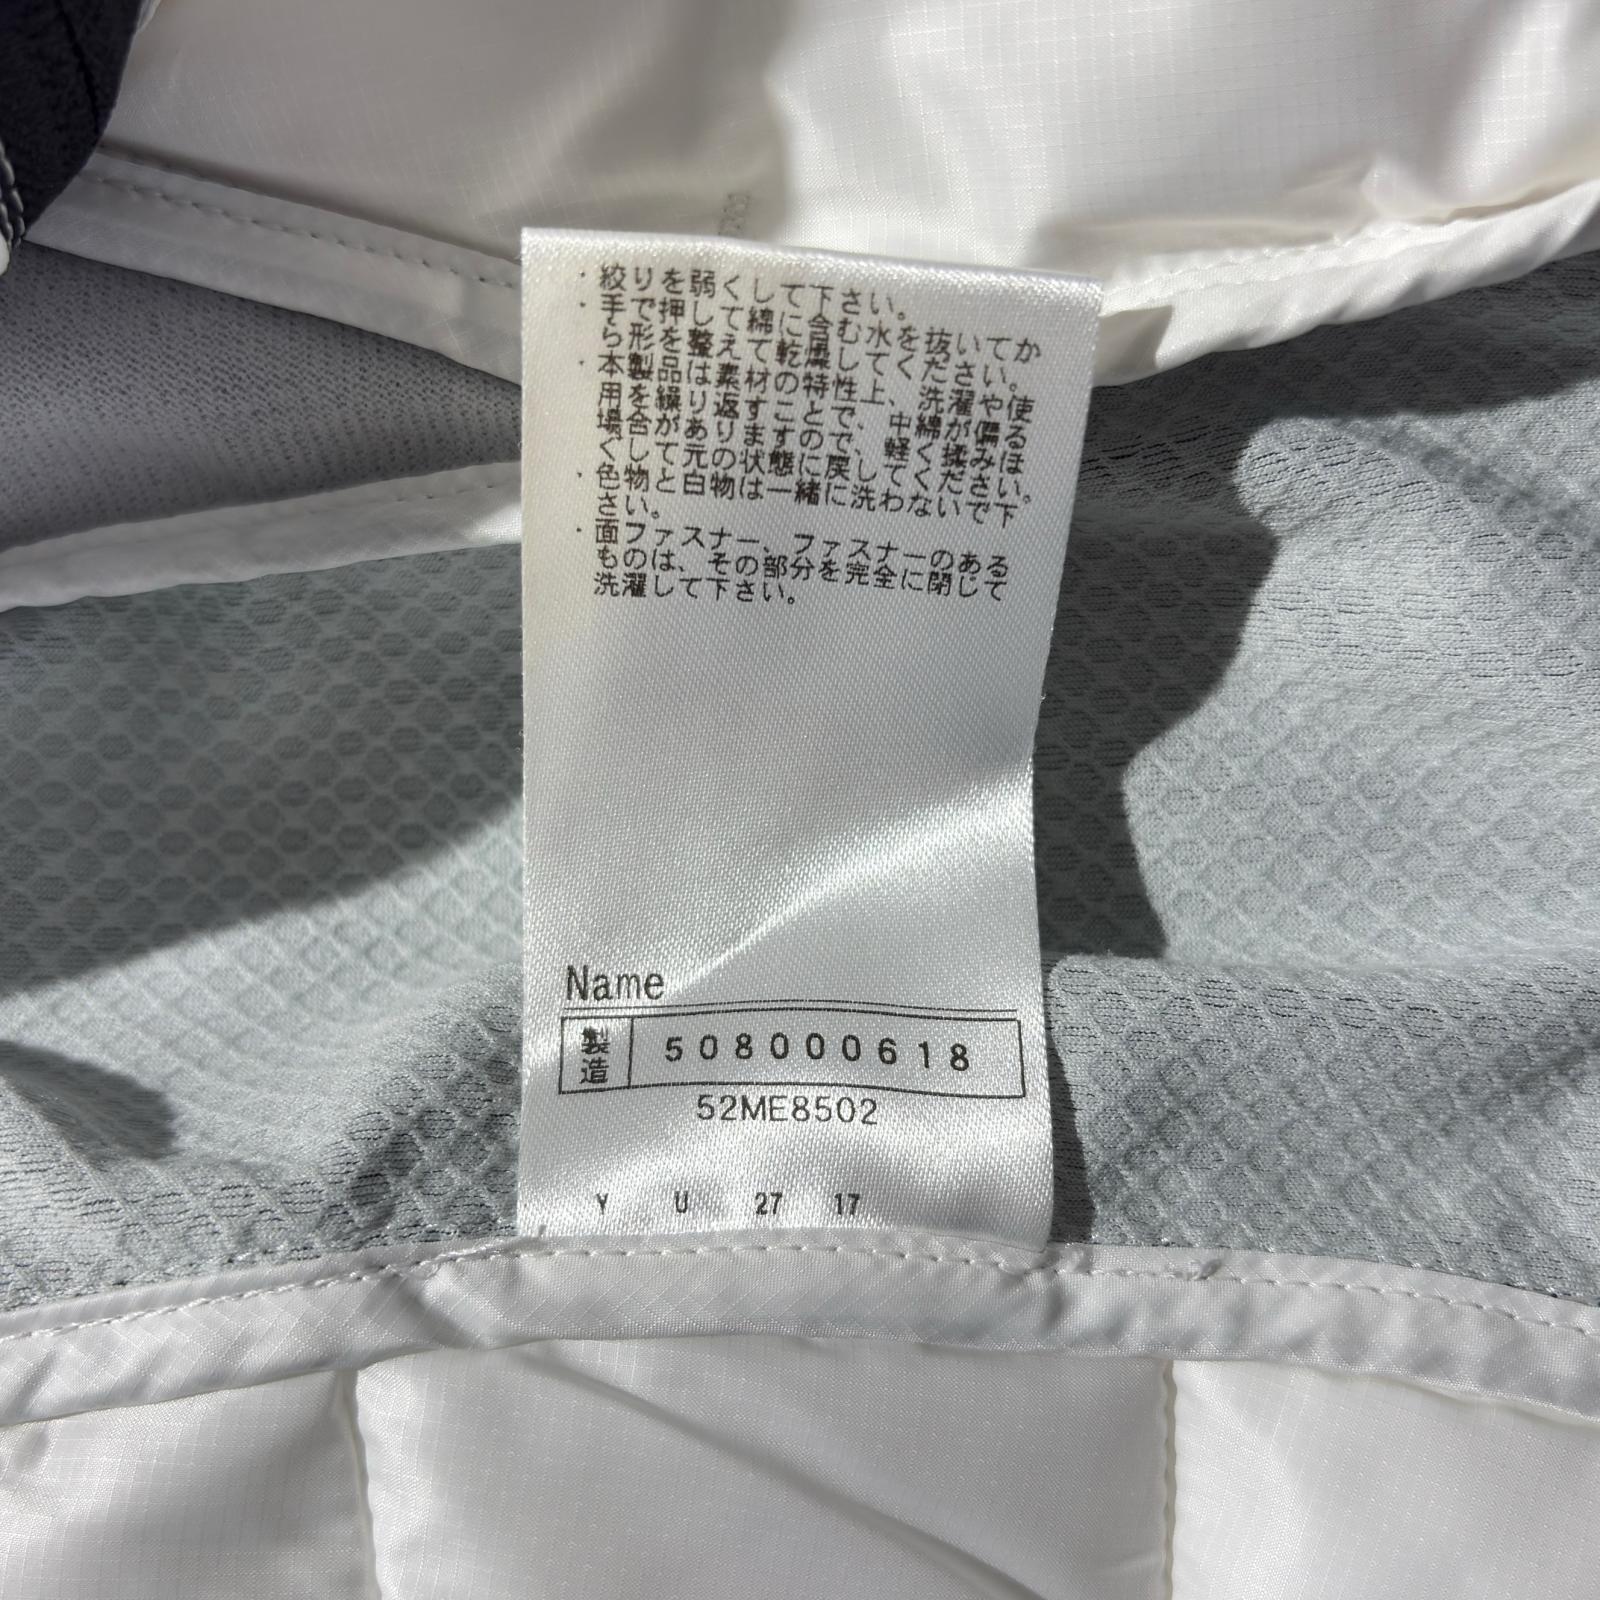 ・絞りを弱くして下さい。
・手で押して綿に含む水を抜いてか
ら形を整えて乾燥してください。
・本製品は素材の特性上、洗濯や使
用を繰り返すことで、中綿が偏る
場合がありますので、軽く揉みほ
ぐして元の状態に戻してください。
・色物と白物は一緒に洗わないで下
さい。
・面ファスナー、ファスナーのある
ものは、その部分を完全に閉じて
洗濯して下さい。
Name
製造 508000618
52ME8502
Y U 27 17